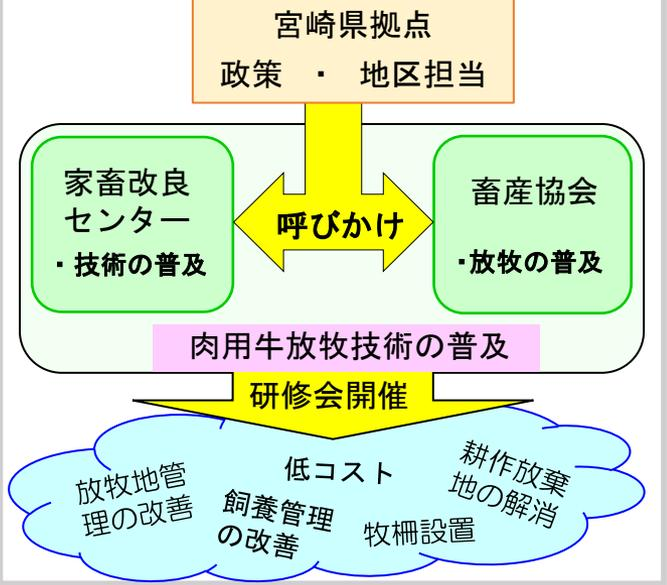 宮崎県拠点
政策　・　地区担当
家畜改良
センター
・技術の普及
呼びかけ
畜産協会
・放牧の普及
肉用牛放牧技術の普及
研修会開催
放牧地管
理の改善
低コスト
飼養管理
の改善
牧柵設置
耕作放棄
地の解消